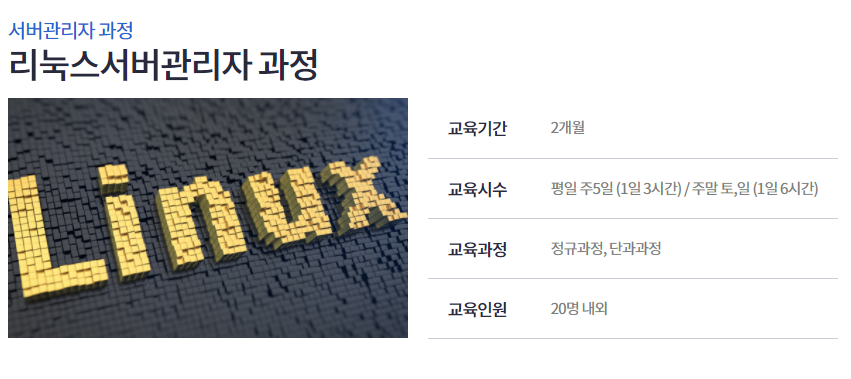 서버관리자 과정
리눅스서버관리자 과정
Linux
교육기간 2개월
교육시수 평일 주5일 (1일 3시간) / 주말 토,일 (1일 6시간)
교육과정 정규과정, 단과과정
교육인원 20명 내외